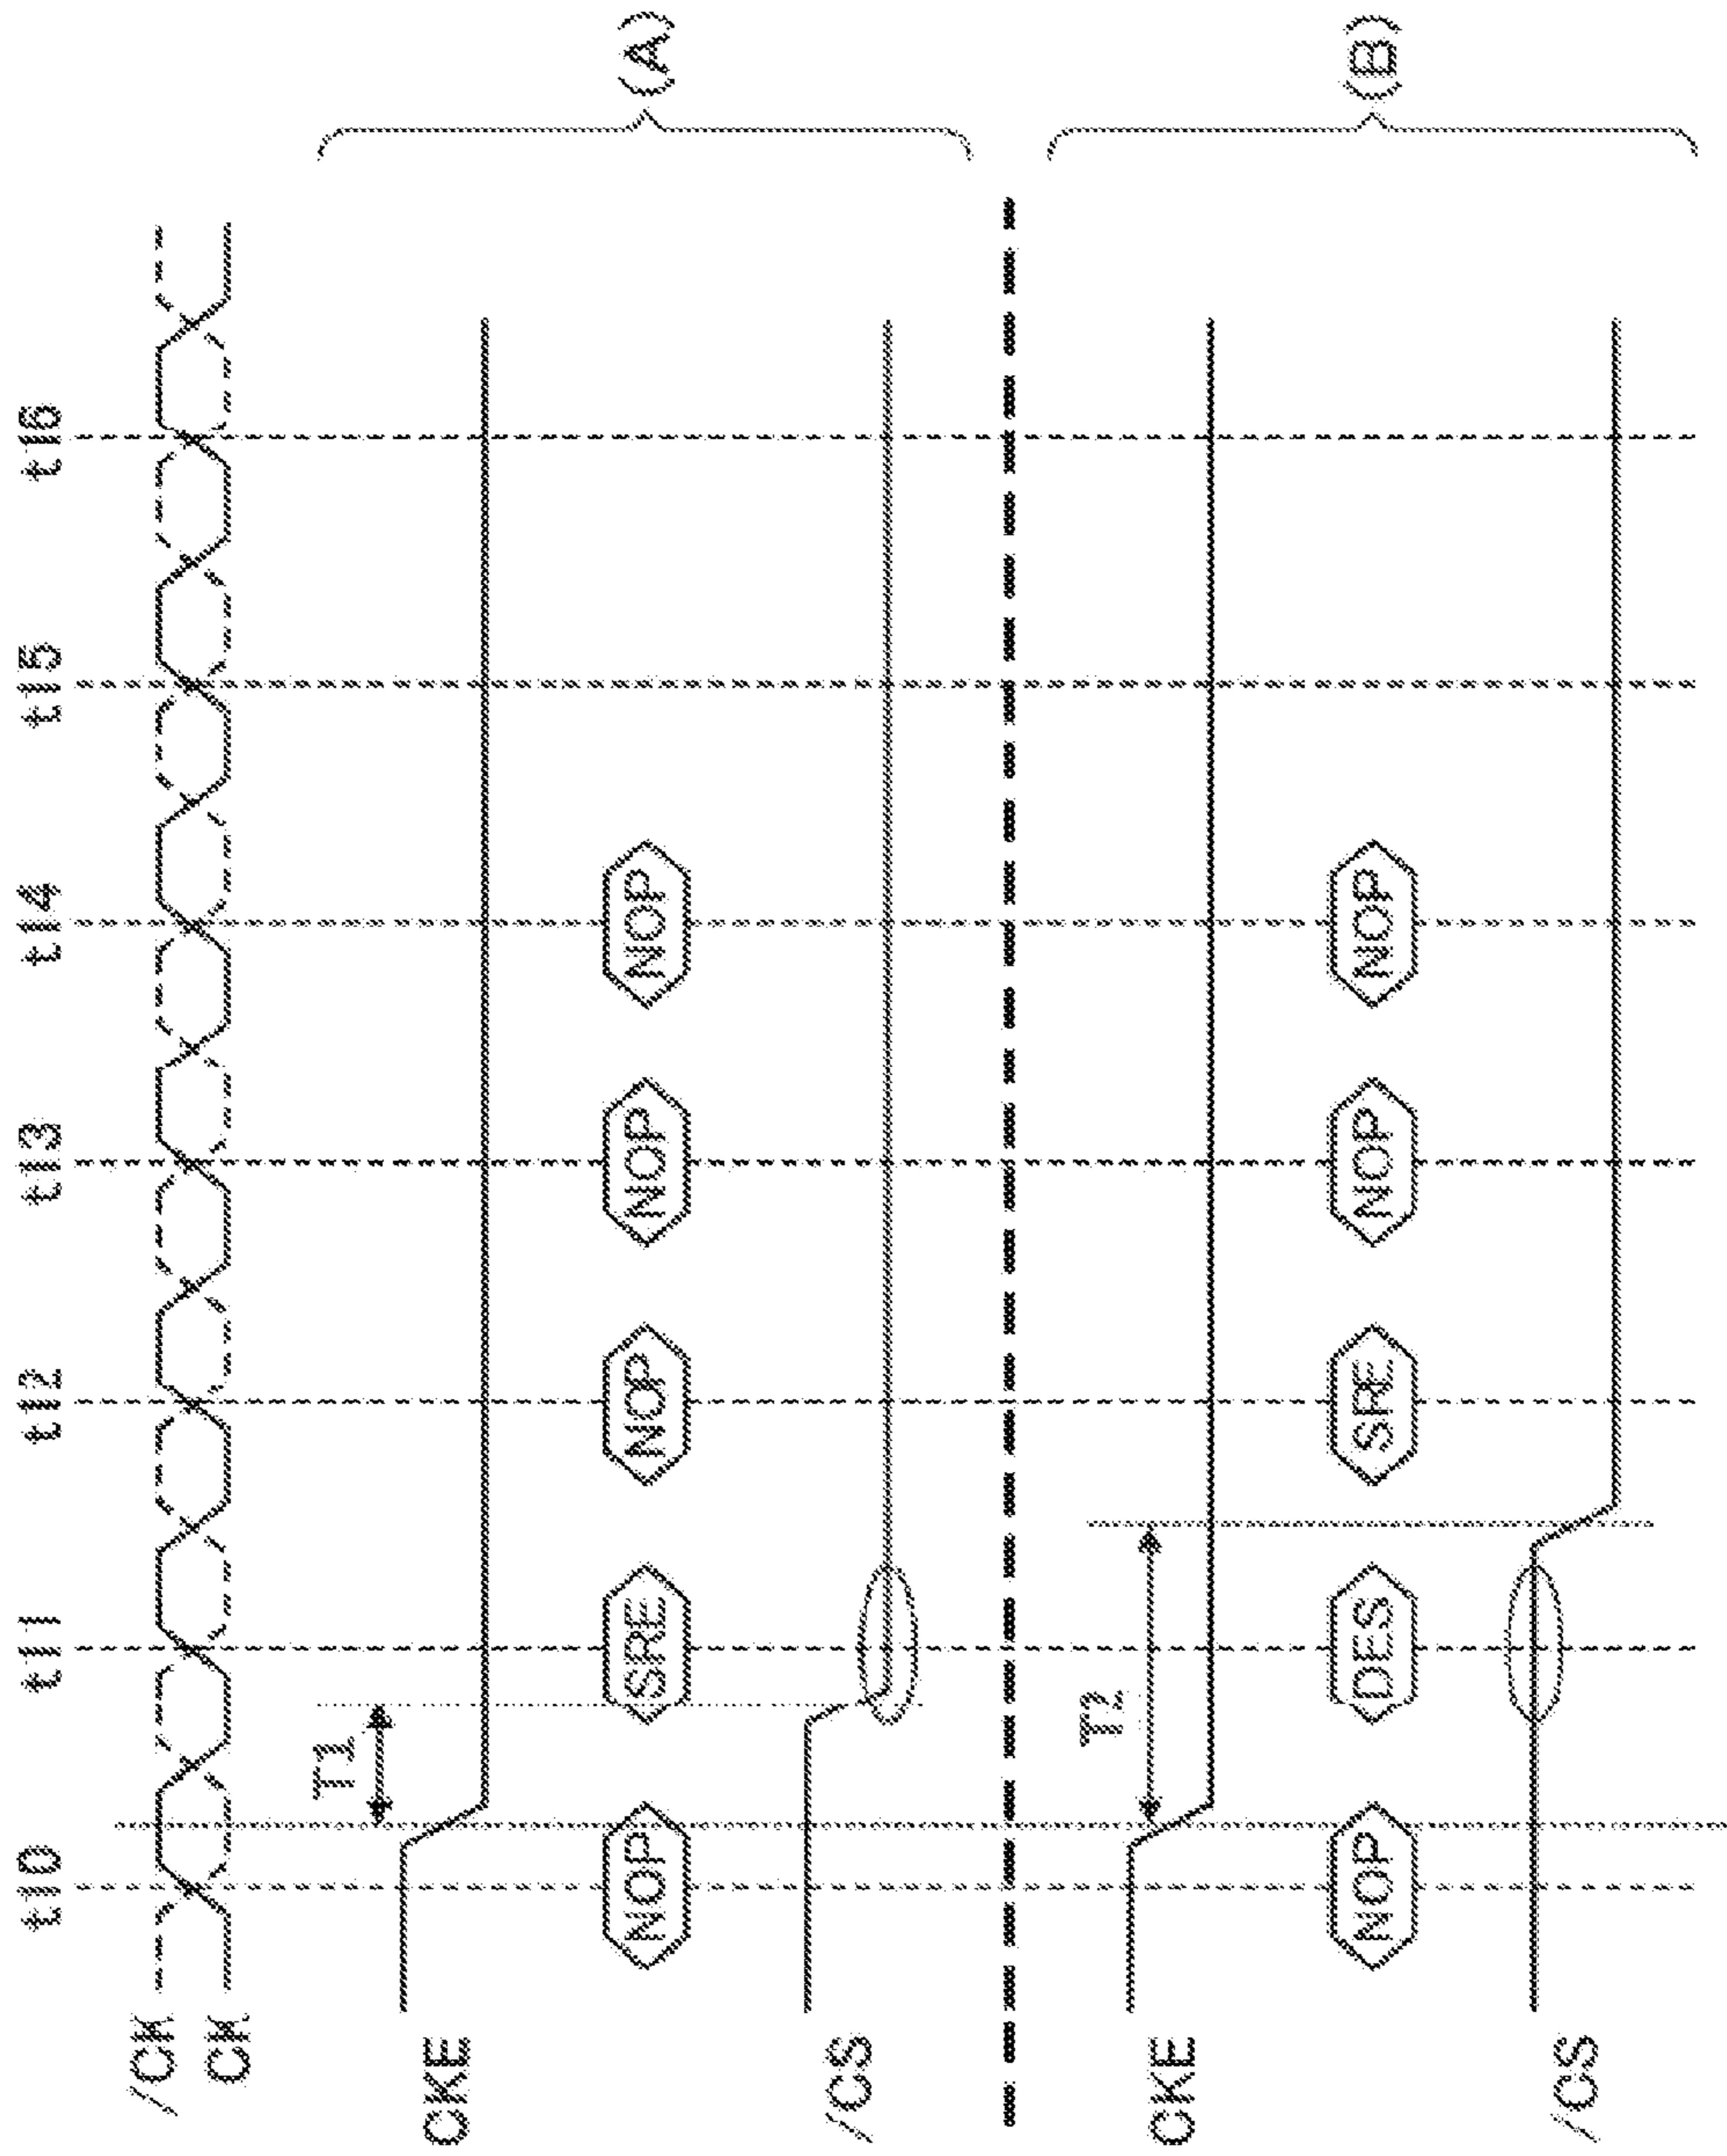 t10 t11 t12 t13 t14 t15 t16
/CK
CK
T1
CKE
NOP SRE NOP NOP NOP
/CS
(A)
T2
CKE
NOP DES SRE NOP NOP
/CS
(B)